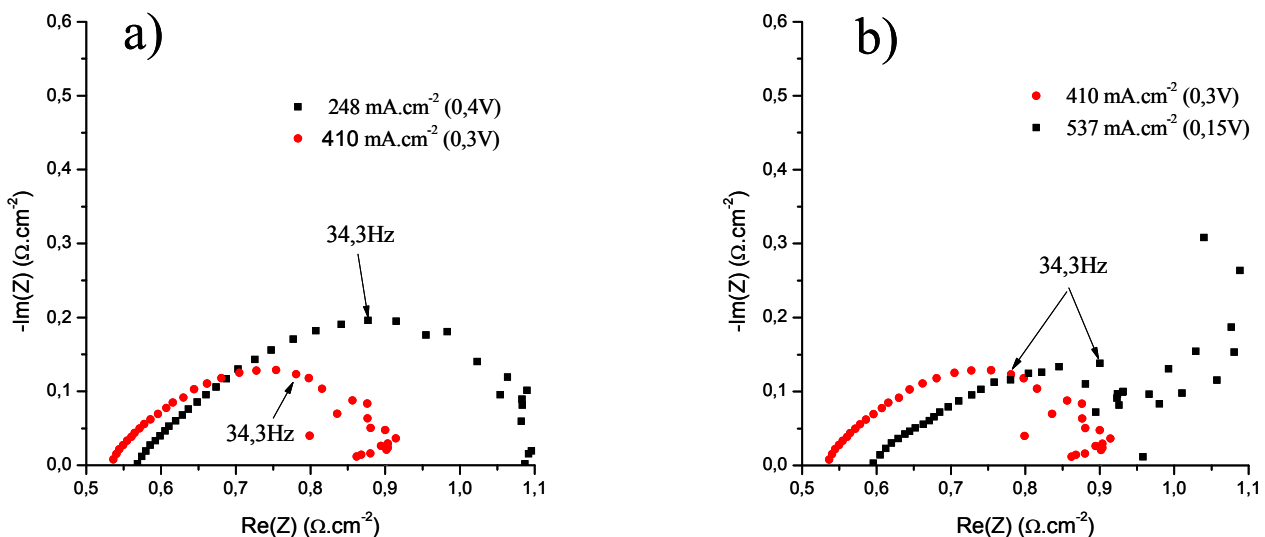 a)
0,6
0,5
0,4
0,3
0,2
0,1
0,0
-Im(Z) (Ω.cm⁻²)
248 mA.cm⁻² (0,4V)
410 mA.cm⁻² (0,3V)
34,3Hz
34,3Hz
0,5 0,6 0,7 0,8 0,9 1,0 1,1
Re(Z) (Ω.cm⁻²)
b)
0,6
0,5
0,4
0,3
0,2
0,1
0,0
-Im(Z) (Ω.cm⁻²)
410 mA.cm⁻² (0,3V)
537 mA.cm⁻² (0,15V)
34,3Hz
0,5 0,6 0,7 0,8 0,9 1,0 1,1
Re(Z) (Ω.cm⁻²)